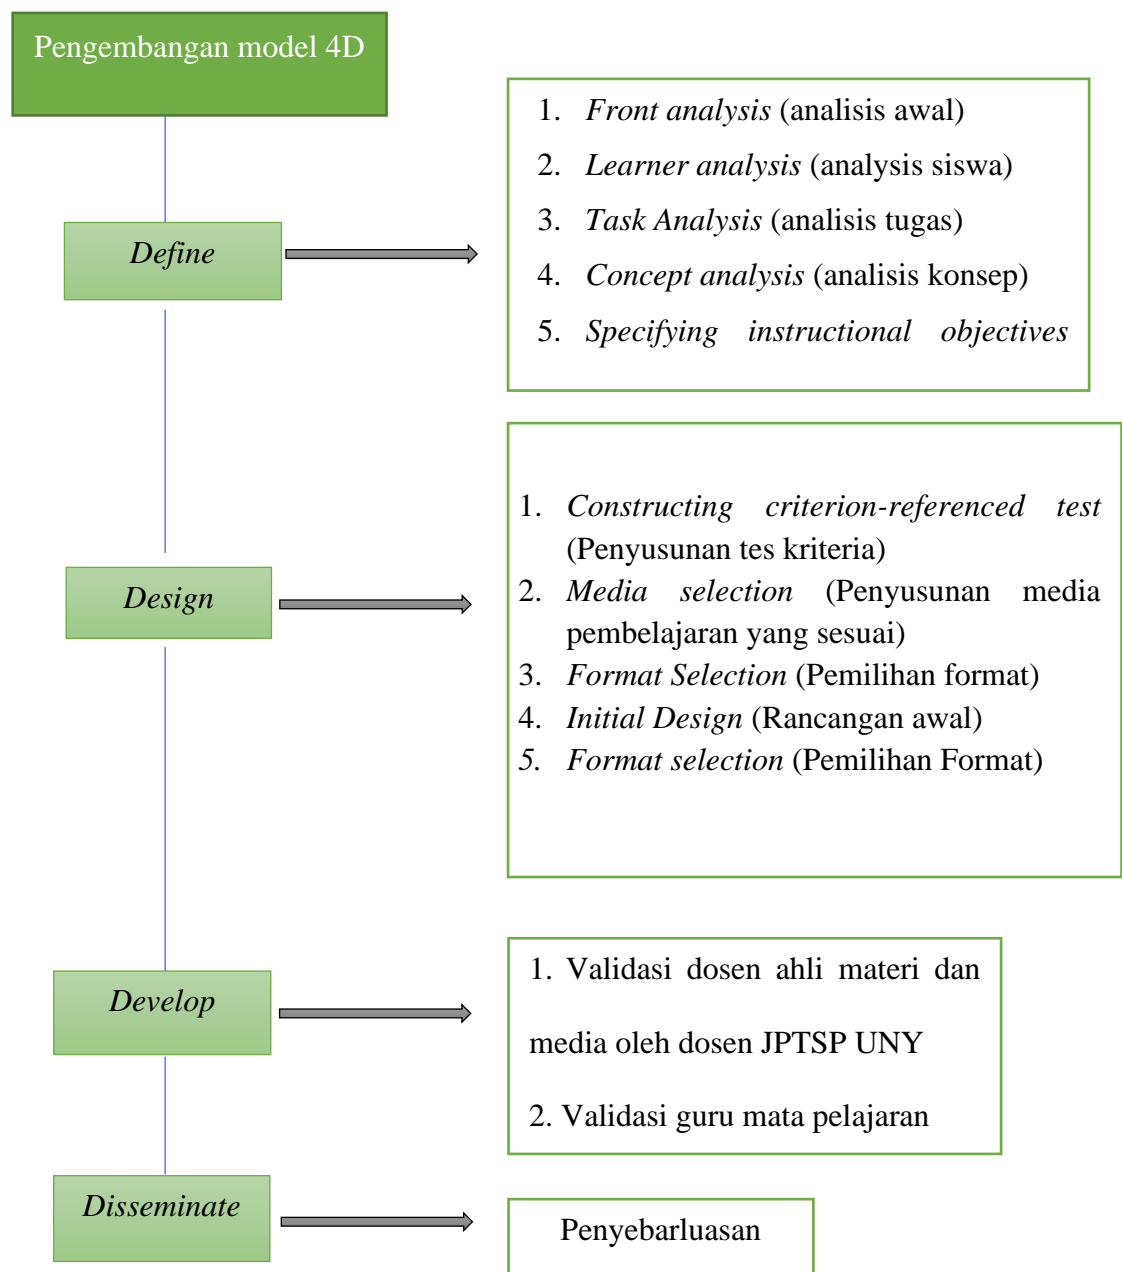 Pengembangan model 4D
Define
1. Front analysis (analisis awal)
2. Learner analysis (analysis siswa)
3. Task Analysis (analisis tugas)
4. Concept analysis (analisis konsep)
5. Specifying instructional objectives
Design
1. Constructing criterion-referenced test
(Penyusunan tes kriteria)
2. Media selection (Penyusunan media
pembelajaran yang sesuai)
3. Format Selection (Pemilihan format)
4. Initial Design (Rancangan awal)
5. Format selection (Pemilihan Format)
Develop
1. Validasi dosen ahli materi dan
media oleh dosen JPTSP UNY
2. Validasi guru mata pelajaran
Disseminate
Penyebarluasan